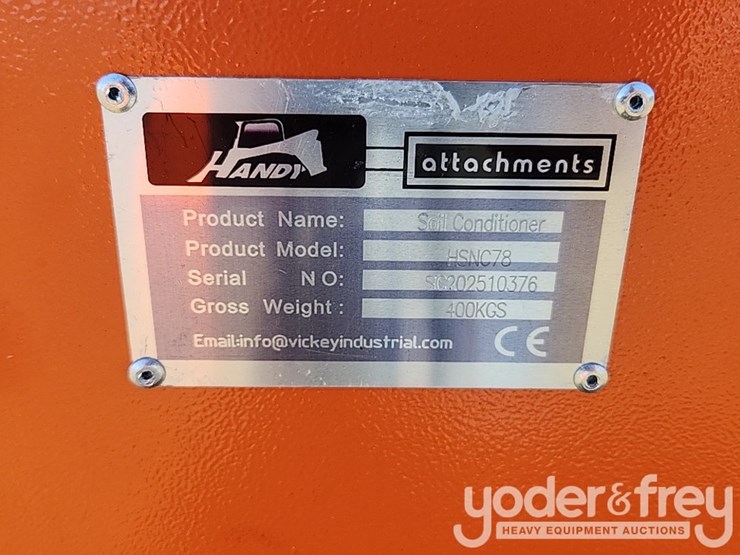 HANDY
attachments
Product Name: Soil Conditioner
Product Model: HSNC78
Serial NO: SC202510376
Gross Weight: 400KGS
Email:info@vickeyindustrial.com CE
yoder&frey
HEAVY EQUIPMENT AUCTIONS